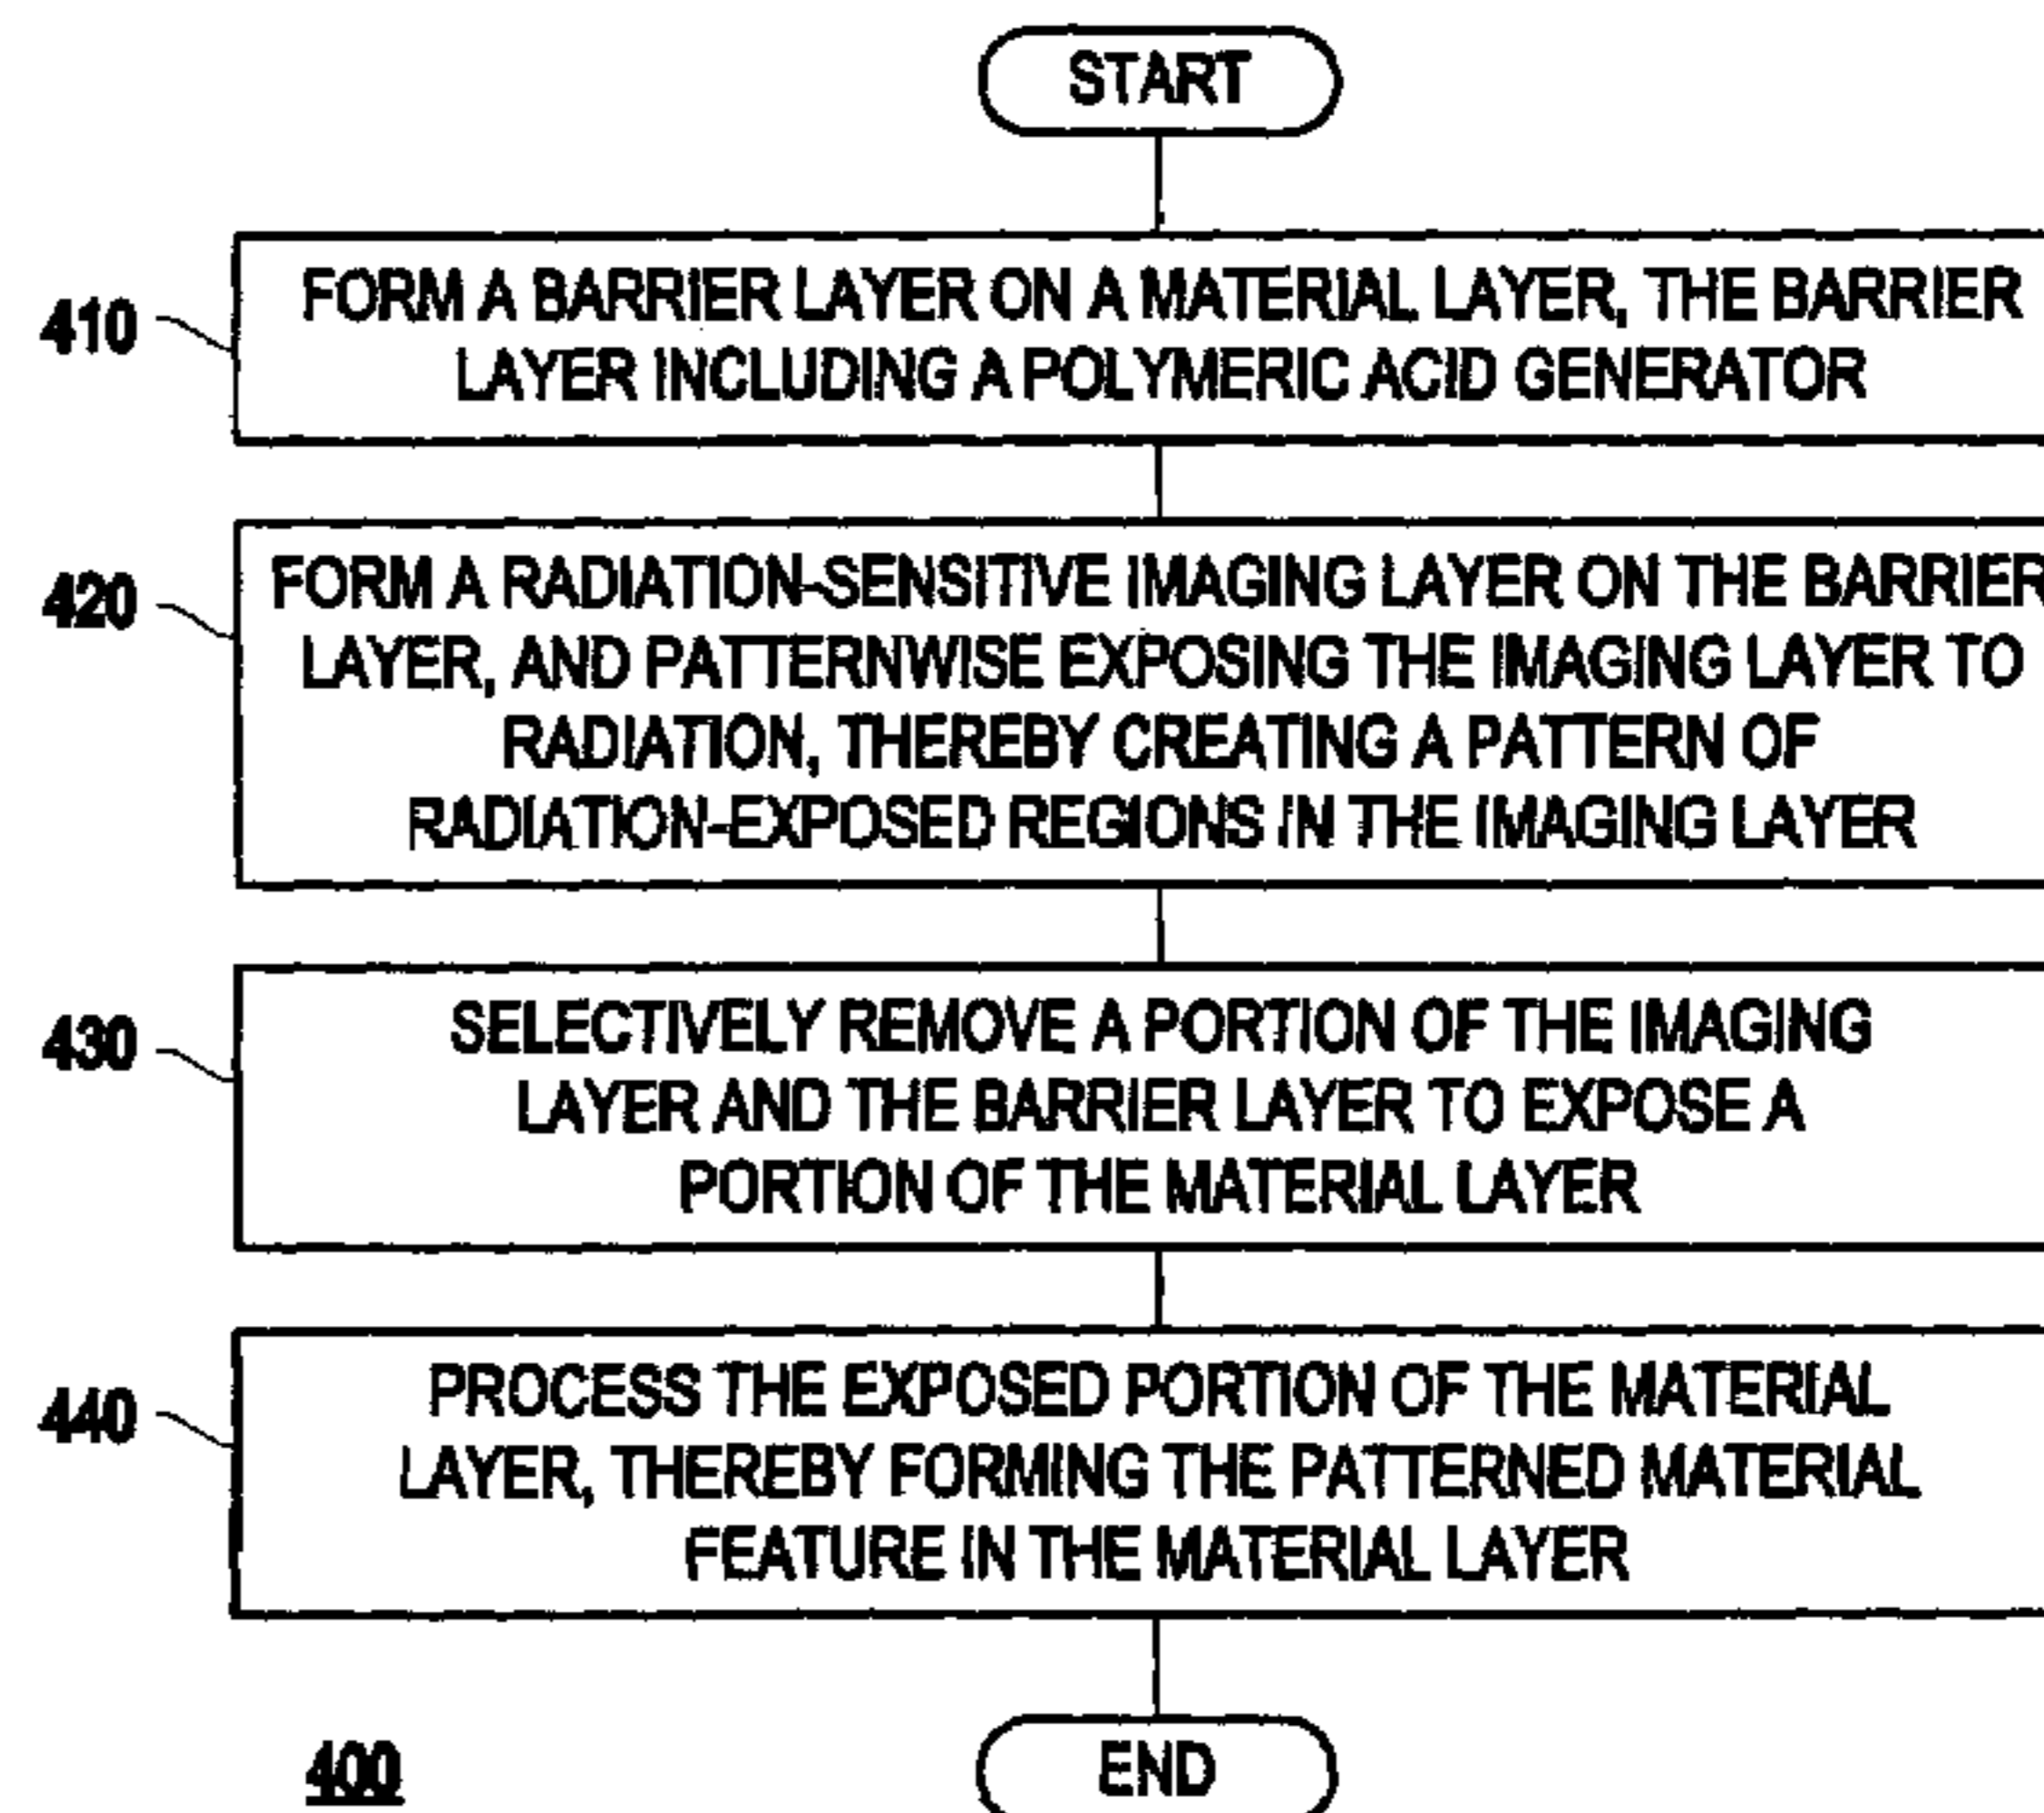 START
410
FORM A BARRIER LAYER ON A MATERIAL LAYER, THE BARRIER
LAYER INCLUDING A POLYMERIC ACID GENERATOR
420
FORM A RADIATION-SENSITIVE IMAGING LAYER ON THE BARRIER
LAYER, AND PATTERNWISE EXPOSING THE IMAGING LAYER TO
RADIATION, THEREBY CREATING A PATTERN OF
RADIATION-EXPOSED REGIONS IN THE IMAGING LAYER
430
SELECTIVELY REMOVE A PORTION OF THE IMAGING
LAYER AND THE BARRIER LAYER TO EXPOSE A
PORTION OF THE MATERIAL LAYER
440
PROCESS THE EXPOSED PORTION OF THE MATERIAL
LAYER, THEREBY FORMING THE PATTERNED MATERIAL
FEATURE IN THE MATERIAL LAYER
400
END